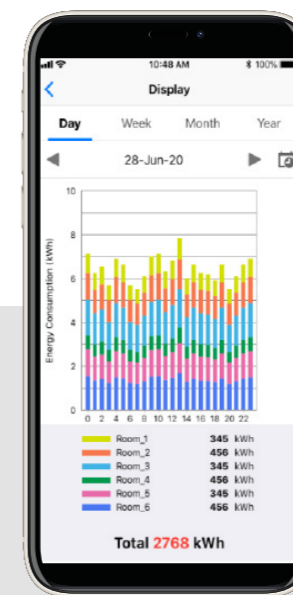 10:48 AM
100%
Display
Day Week Month Year
28-Jun-20
Energy Consumption (kWh)
10
8
6
4
2
0
0 2 4 6 8 10 12 14 16 18 20 22
Room_1 345 kWh
Room_2 456 kWh
Room_3 345 kWh
Room_4 456 kWh
Room_5 345 kWh
Room_6 456 kWh
Total 2768 kWh